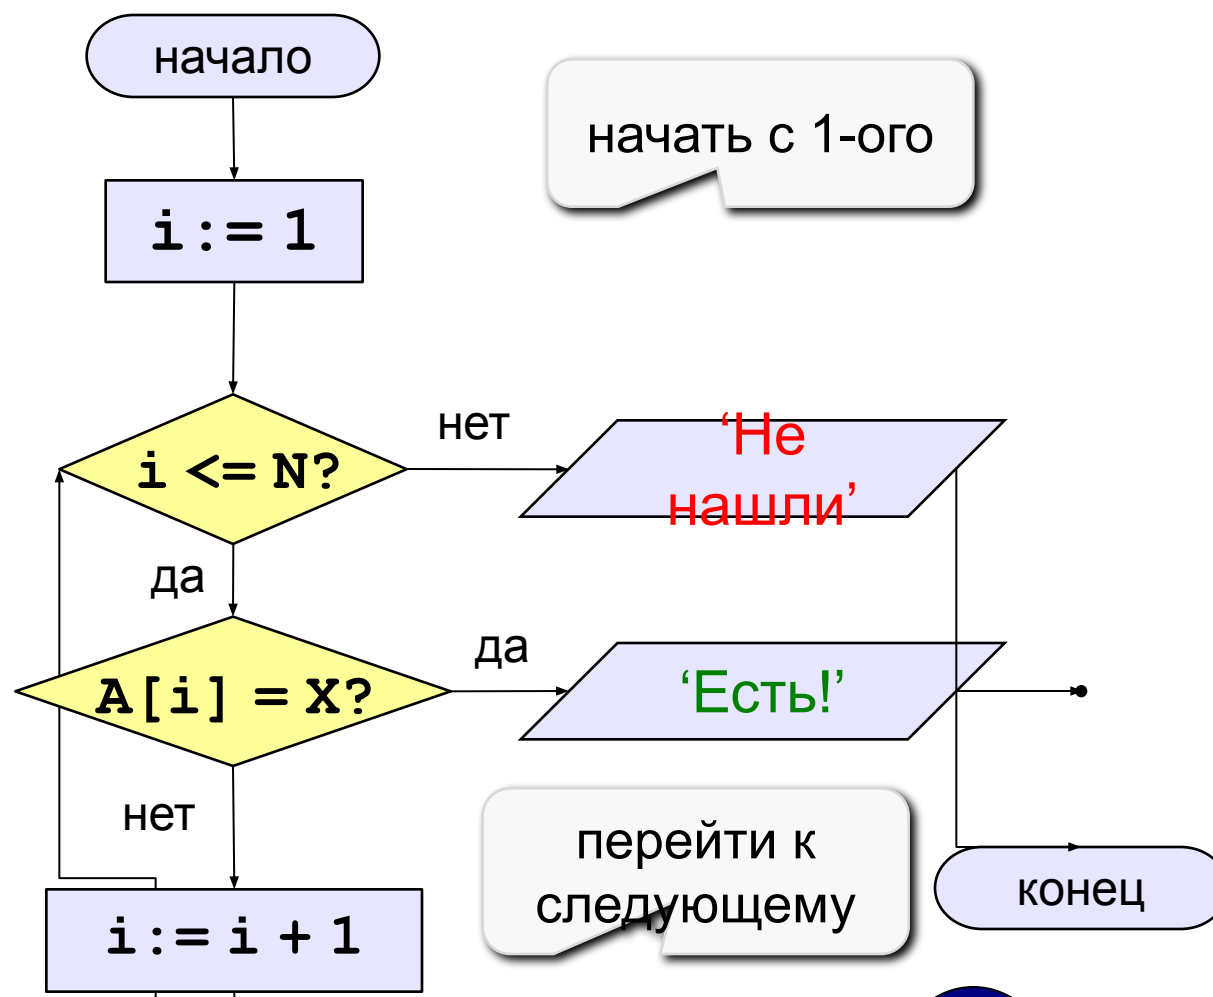 начало
начать с 1-ого
i:= 1
нет
i <= N?
‘Не
нашли’
да
да
A[i] = X?
‘Есть!’
нет
перейти к
следующему
конец
i:= i + 1